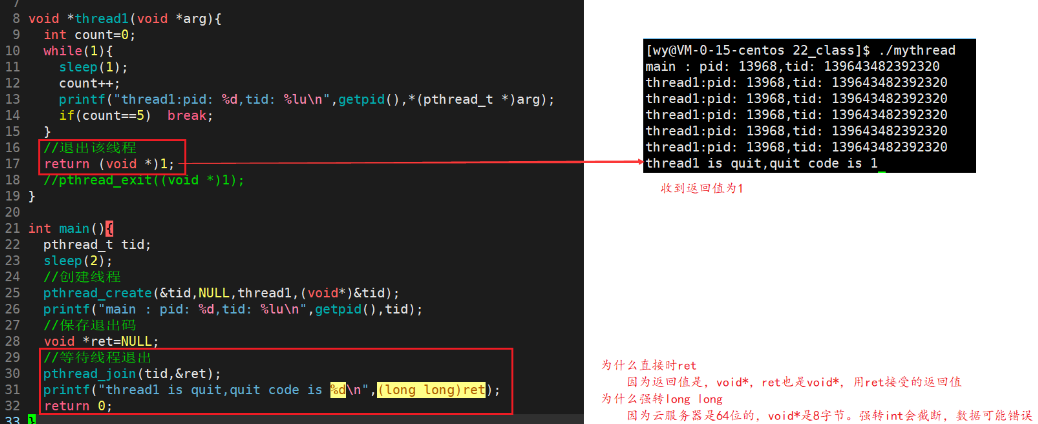 7
8 void *thread1(void *arg){
9 int count=0;
10 while(1){
11 sleep(1);
12 count++;
13 printf("thread1:pid: %d,tid: %lu\n",getpid(),*(pthread_t *)arg);
14 if(count==5) break;
15 }
16 //退出该线程
17 return (void *)1;
18 //pthread_exit((void *)1);
19 }
20
21 int main(){
22 pthread_t tid;
23 sleep(2);
24 //创建线程
25 pthread_create(&tid,NULL,thread1,(void*)&tid);
26 printf("main : pid: %d,tid: %lu\n",getpid(),tid);
27 //保存退出码
28 void *ret=NULL;
29 //等待线程退出
30 pthread_join(tid,&ret);
31 printf("thread1 is quit,quit code is %d\n",(long long)ret);
32 return 0;
33 }
[wy@VM-0-15-centos 22_class]$ ./mythread
main : pid: 13968,tid: 139643482392320
thread1:pid: 13968,tid: 139643482392320
thread1:pid: 13968,tid: 139643482392320
thread1:pid: 13968,tid: 139643482392320
thread1:pid: 13968,tid: 139643482392320
thread1:pid: 13968,tid: 139643482392320
thread1 is quit,quit code is 1
收到返回值为1
为什么直接时ret
因为返回值是，void*，ret也是void*，用ret接受的返回值
为什么强转long long
因为云服务器是64位的，void*是8字节。强转int会截断，数据可能错误